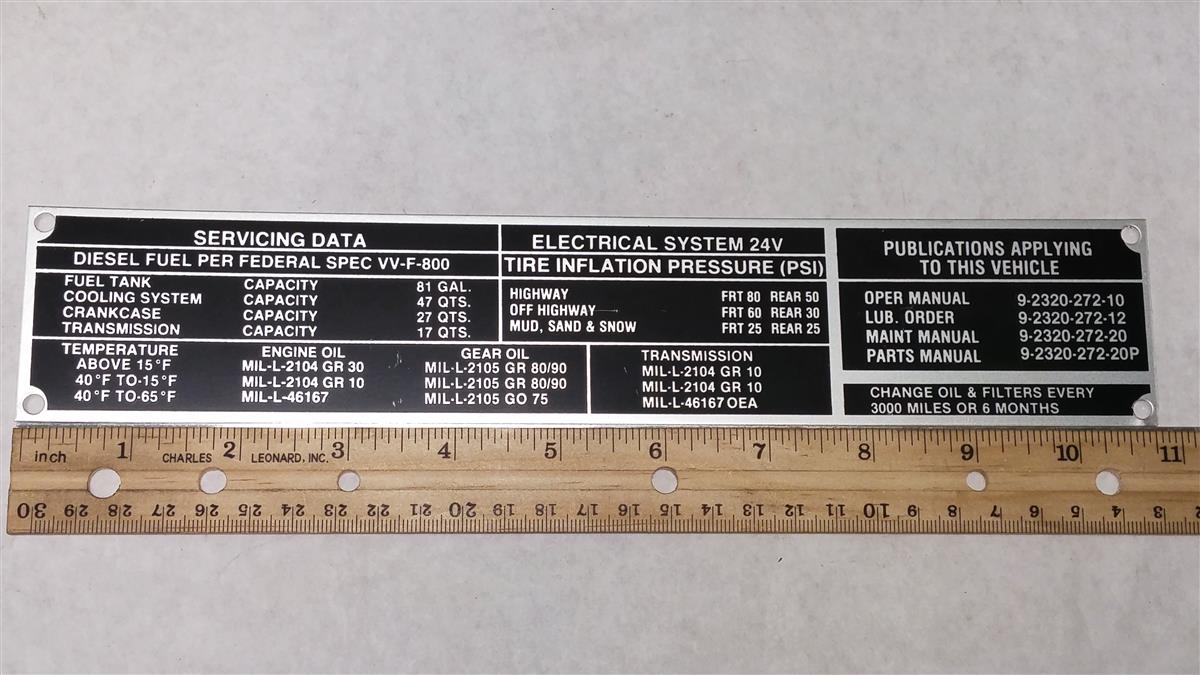 SERVICING DATA
DIESEL FUEL PER FEDERAL SPEC VV-F-800
FUEL TANK CAPACITY 81 GAL.
COOLING SYSTEM CAPACITY 47 QTS.
CRANKCASE CAPACITY 27 QTS.
TRANSMISSION CAPACITY 17 QTS.
ELECTRICAL SYSTEM 24V
TIRE INFLATION PRESSURE (PSI)
HIGHWAY FRT 80 REAR 50
OFF HIGHWAY FRT 60 REAR 30
MUD, SAND & SNOW FRT 25 REAR 25
TEMPERATURE ENGINE OIL GEAR OIL TRANSMISSION
ABOVE 15°F MIL-L-2104 GR 30 MIL-L-2105 GR 80/90 MIL-L-2104 GR 10
40°F TO-15°F MIL-L-2104 GR 10 MIL-L-2105 GR 80/90 MIL-L-2104 GR 10
40°F TO-65°F MIL-L-46167 MIL-L-2105 GO 75 MIL-L-46167 OEA
PUBLICATIONS APPLYING
TO THIS VEHICLE
OPER MANUAL 9-2320-272-10
LUB. ORDER 9-2320-272-12
MAINT MANUAL 9-2320-272-20
PARTS MANUAL 9-2320-272-20P
CHANGE OIL & FILTERS EVERY
3000 MILES OR 6 MONTHS
1 2 3 4 5 6 7 8 9 10 11
inch CHARLES LEONARD, INC.
30 29 28 27 26 25 24 23 22 21 20 19 18 17 16 15 14 13 12 11 10 9 8 7 6 5 4 3 2